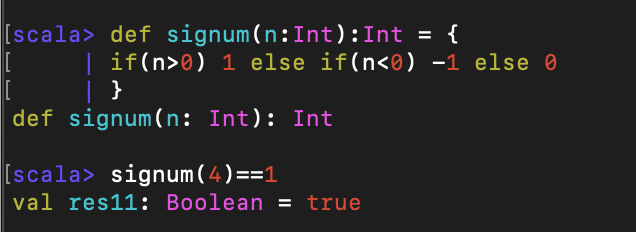 scala> def signum(n:Int):Int = {
     | if(n>0) 1 else if(n<0) -1 else 0
     | }
def signum(n: Int): Int
scala> signum(4)==1
val res11: Boolean = true